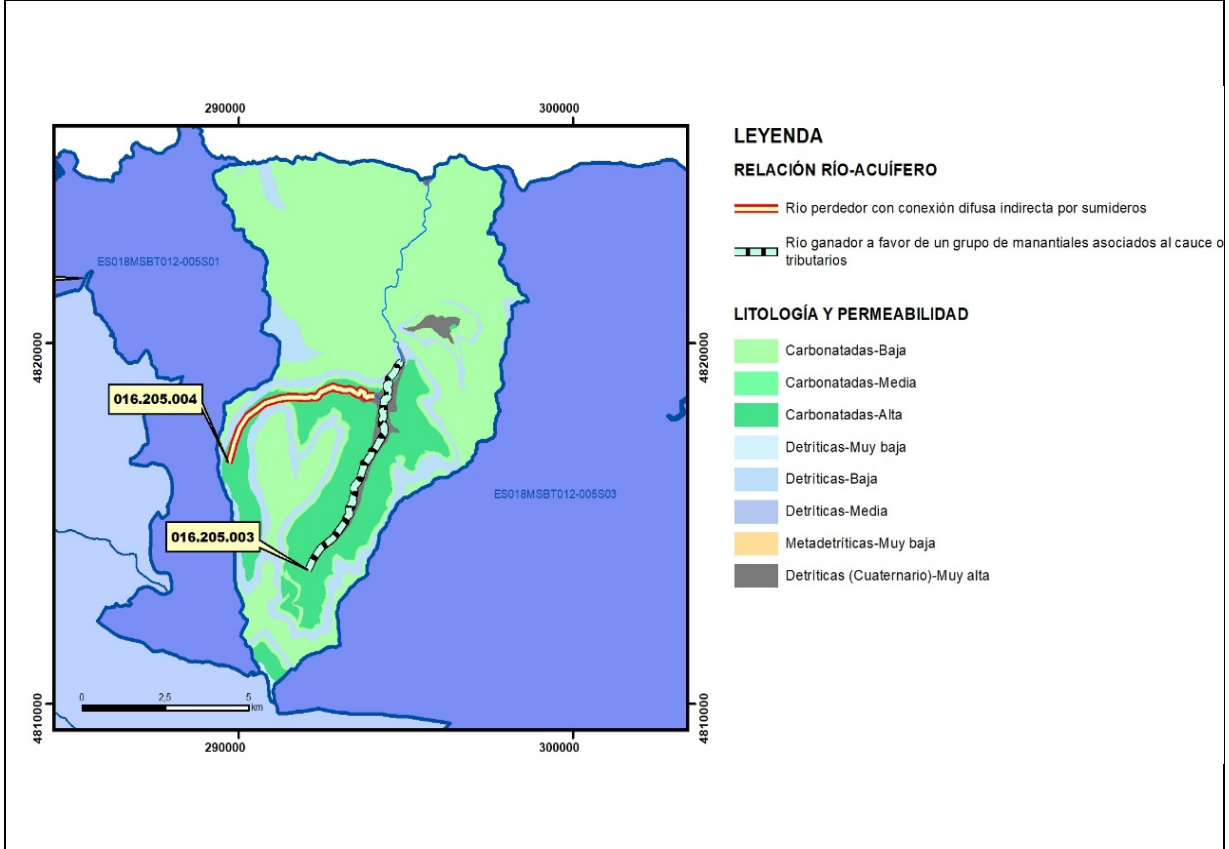 290000
300000
4820000
4820000
4810000
4810000
ES018MSBT012-005S01
016.205.004
016.205.003
ES018MSBT012-005S03
0
2,5
5
km
290000
300000
LEYENDA
RELACIÓN RÍO-ACUÍFERO
Río perdedor con conexión difusa indirecta por sumideros
Río ganador a favor de un grupo de manantiales asociados al cauce o
tributarios
LITOLOGÍA Y PERMEABILIDAD
Carbonatadas-Baja
Carbonatadas-Media
Carbonatadas-Alta
Detríticas-Muy baja
Detríticas-Baja
Detríticas-Media
Metadetríticas-Muy baja
Detríticas (Cuaternario)-Muy alta